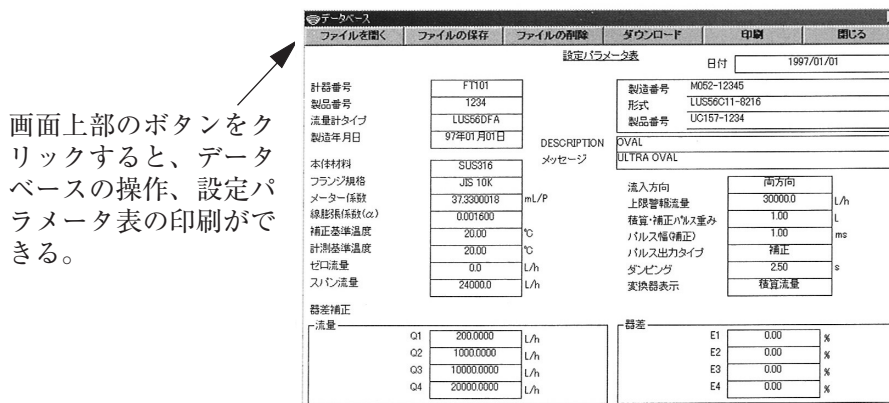 データベース
ファイルを開く ファイルの保存 ファイルの削除 ダウンロード 印刷 閉じる
設定パラメータ表
日付 1997/01/01
画面上部のボタンをク
リックすると、データ
ベースの操作、設定パ
ラメータ表の印刷がで
きる。
計器番号 FT101
製品番号 1234
流量計タイプ LUS56DFA
製造年月日 97年01月01日
製造番号 M052-12345
形式 LUS56C11-8216
製品番号 UC157-1234
DESCRIPTION OVAL
メッセージ ULTRA OVAL
本体材料 SUS316
フランジ規格 JIS 10K
メーター係数 37.3300018 mL/P
線膨張係数(α) 0.001600
補正基準温度 20.00 ℃
計測基準温度 20.00 ℃
ゼロ流量 0.0 L/h
スパン流量 24000.0 L/h
流入方向 両方向
上限警報流量 30000.0 L/h
積算・補正パルス重み 1.00 L
パルス幅(補正) 1.00 ms
パルス出力タイプ 補正
ダンピング 2.50 s
変換器表示 積算流量
器差補正
流量
Q1 200.0000 L/h
Q2 1000.0000 L/h
Q3 10000.0000 L/h
Q4 20000.0000 L/h
器差
E1 0.00 %
E2 0.00 %
E3 0.00 %
E4 0.00 %